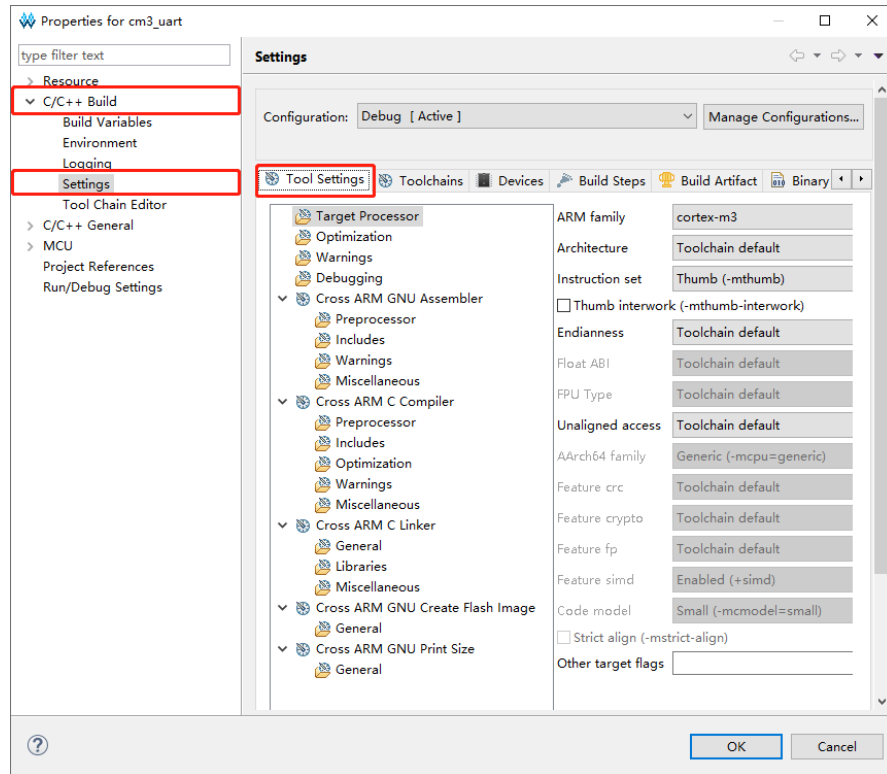 Properties for cm3_uart
type filter text
Settings
Resource
C/C++ Build
Build Variables
Environment
Logging
Settings
Tool Chain Editor
C/C++ General
MCU
Project References
Run/Debug Settings
Configuration: Debug [ Active ]
Manage Configurations...
Tool Settings Toolchains Devices Build Steps Build Artifact Binary
Target Processor
Optimization
Warnings
Debugging
Cross ARM GNU Assembler
Preprocessor
Includes
Warnings
Miscellaneous
Cross ARM C Compiler
Preprocessor
Includes
Optimization
Warnings
Miscellaneous
Cross ARM C Linker
General
Libraries
Miscellaneous
Cross ARM GNU Create Flash Image
General
Cross ARM GNU Print Size
General
ARM family cortex-m3
Architecture Toolchain default
Instruction set Thumb (-mthumb)
Thumb interwork (-mthumb-interwork)
Endianness Toolchain default
Float ABI Toolchain default
FPU Type Toolchain default
Unaligned access Toolchain default
AArch64 family Generic (-mcpu=generic)
Feature crc Toolchain default
Feature crypto Toolchain default
Feature fp Toolchain default
Feature simd Enabled (+simd)
Code model Small (-mcmodel=small)
Strict align (-mstrict-align)
Other target flags
?
OK
Cancel